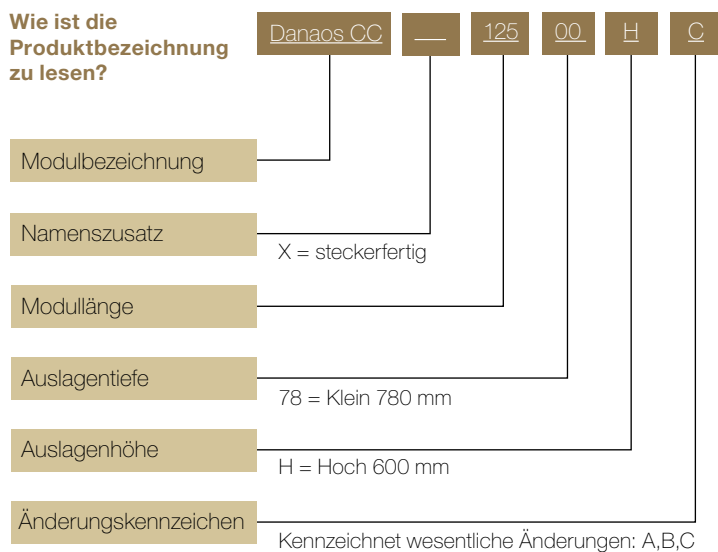 Wie ist die
Produktbezeichnung
zu lesen?
Danaos CC __ 125 00 H C
Modulbezeichnung
Namenszusatz
X = steckerfertig
Modullänge
Auslagentiefe
78 = Klein 780 mm
Auslagenhöhe
H = Hoch 600 mm
Änderungskennzeichen
Kennzeichnet wesentliche Änderungen: A,B,C